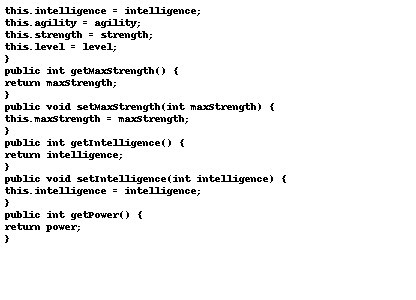 this.intelligence = intelligence;
this.agility = agility;
this.strength = strength;
this.level = level;
}
public int getMaxStrength() {
return maxStrength;
}
public void setMaxStrength(int maxStrength) {
this.maxStrength = maxStrength;
}
public int getIntelligence() {
return intelligence;
}
public void setIntelligence(int intelligence) {
this.intelligence = intelligence;
}
public int getPower() {
return power;
}